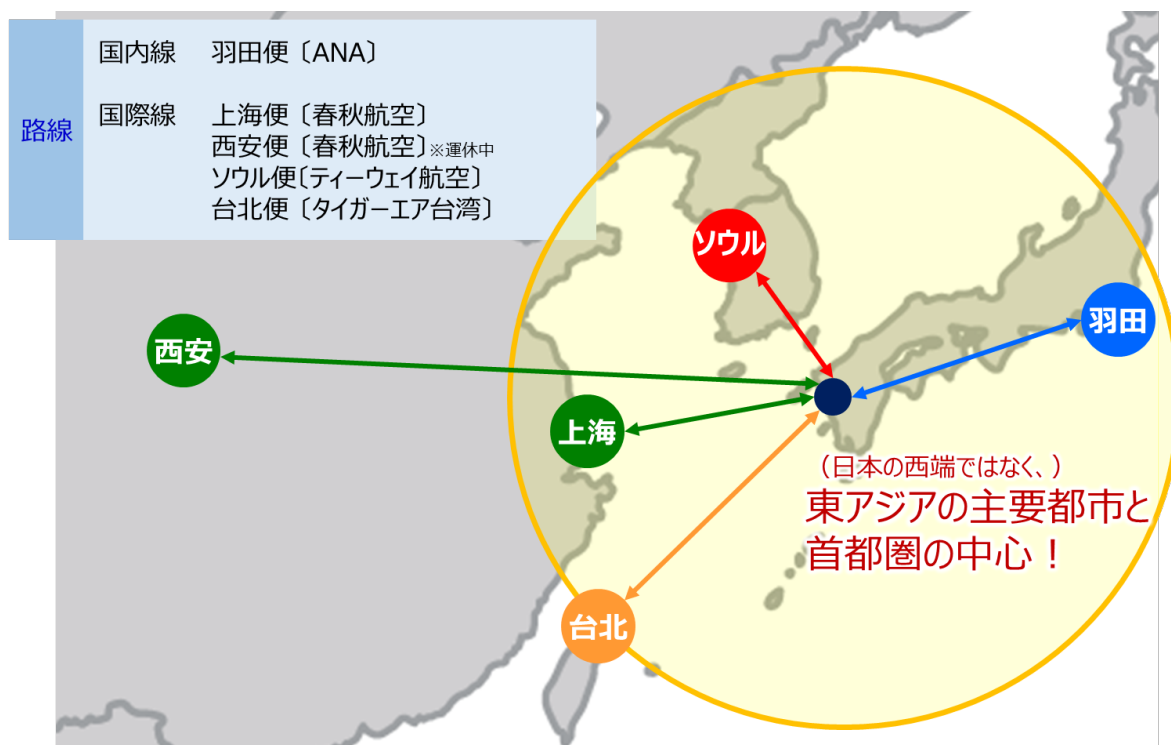 路線
国内線 羽田便〔ANA〕
国際線 上海便〔春秋航空〕
西安便〔春秋航空〕※運休中
ソウル便〔ティーウェイ航空〕
台北便〔タイガーエア台湾〕
ソウル
羽田
西安
上海
(日本の西端ではなく、)
東アジアの主要都市と
首都圏の中心!
台北